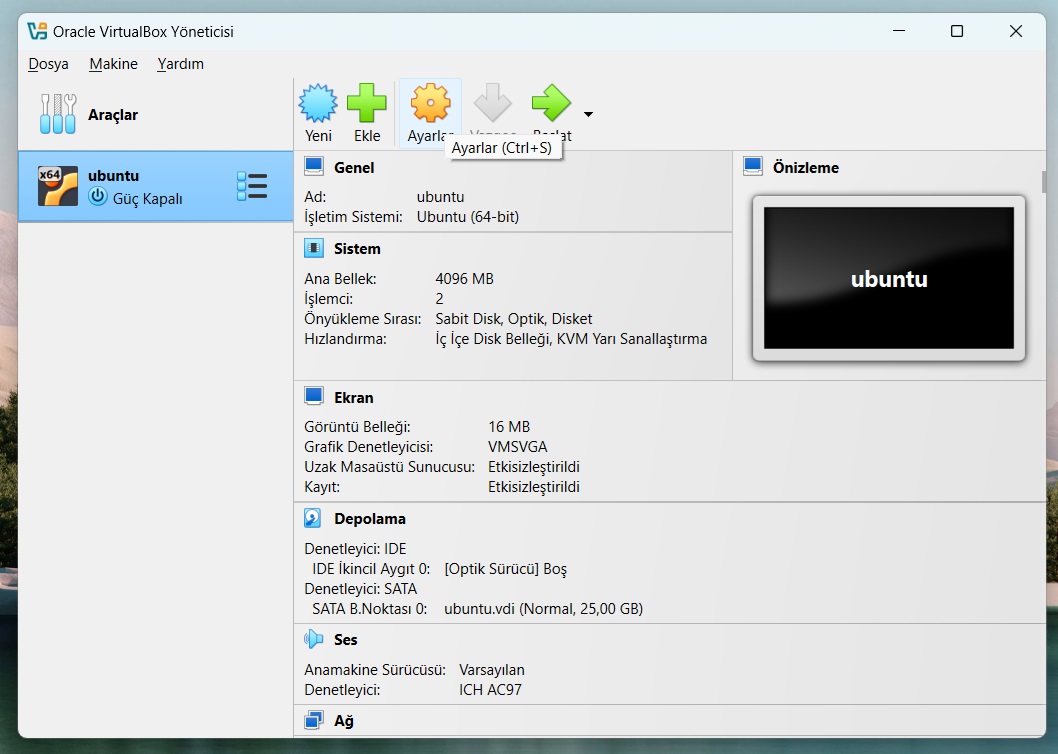 Oracle VirtualBox Yöneticisi
Dosya Makine Yardım
Araçlar
Yeni Ekle Ayarlar
Ayarlar (Ctrl+S)
x64
ubuntu
Güç Kapalı
Genel
Ad: ubuntu
İşletim Sistemi: Ubuntu (64-bit)
Önizleme
ubuntu
Sistem
Ana Bellek: 4096 MB
İşlemci: 2
Önyükleme Sırası: Sabit Disk, Optik, Disket
Hızlandırma: İç İçe Disk Belleği, KVM Yarı Sanallaştırma
Ekran
Görüntü Belleği: 16 MB
Grafik Denetleyicisi: VMSVGA
Uzak Masaüstü Sunucusu: Etkisizleştirildi
Kayıt: Etkisizleştirildi
Depolama
Denetleyici: IDE
IDE İkincil Aygıt 0: [Optik Sürücü] Boş
Denetleyici: SATA
SATA B.Noktası 0: ubuntu.vdi (Normal, 25,00 GB)
Ses
Anamakine Sürücüsü: Varsayılan
Denetleyici: ICH AC97
Ağ